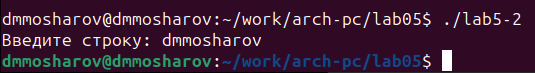 dmmosharov@dmmosharov:~/work/arch-pc/lab05$ ./lab5-2
Введите строку: dmmosharov
dmmosharov@dmmosharov:~/work/arch-pc/lab05$